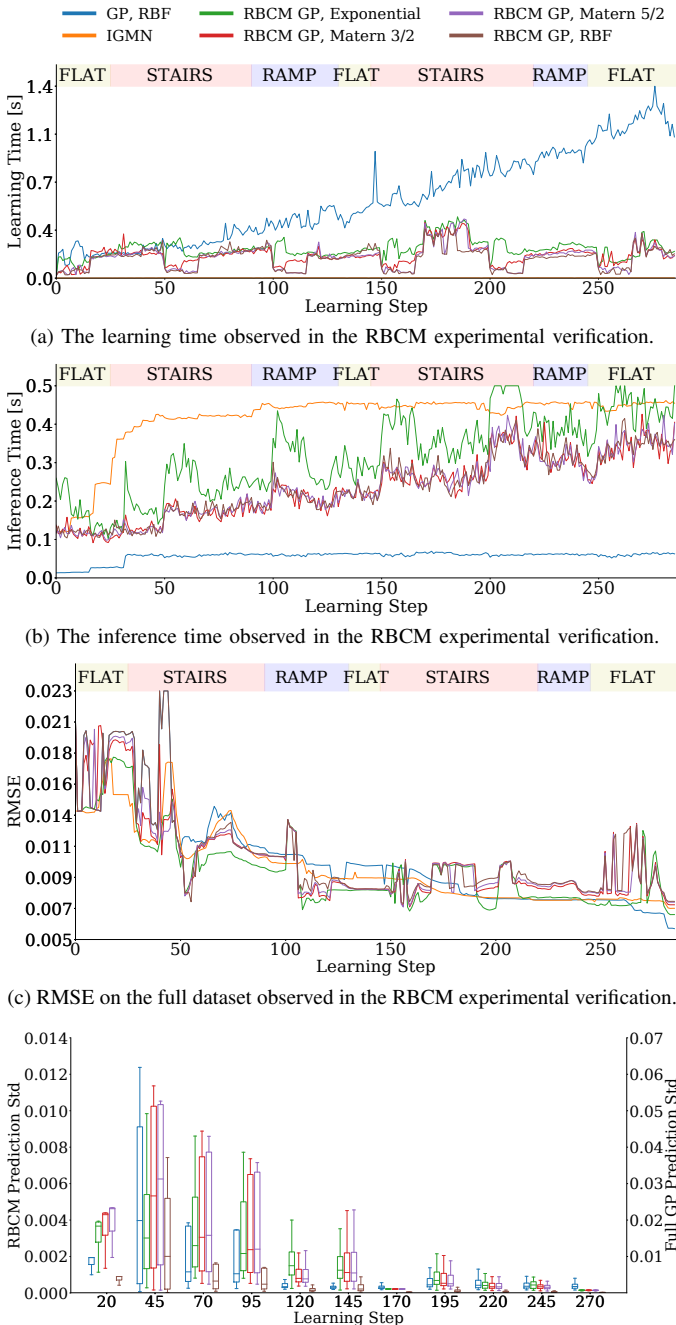 GP, RBF RBCM GP, Exponential RBCM GP, Matern 5/2
IGMN RBCM GP, Matern 3/2 RBCM GP, RBF
FLAT STAIRS RAMP FLAT STAIRS RAMP FLAT
1.4
1.1
0.7
0.4
0.0
Learning Time [s]
0 50 100 150 200 250
Learning Step
(a) The learning time observed in the RBCM experimental verification.
FLAT STAIRS RAMP FLAT STAIRS RAMP FLAT
0.5
0.4
0.3
0.2
0.1
0.0
Inference Time [s]
0 50 100 150 200 250
Learning Step
(b) The inference time observed in the RBCM experimental verification.
FLAT STAIRS RAMP FLAT STAIRS RAMP FLAT
0.023
0.021
0.018
0.016
0.014
0.011
0.009
0.007
0.005
RMSE
0 50 100 150 200 250
Learning Step
(c) RMSE on the full dataset observed in the RBCM experimental verification.
0.014
0.012
0.010
0.008
0.006
0.004
0.002
0.000
RBCM Prediction Std
0.07
0.06
0.05
0.04
0.03
0.02
0.01
Full GP Prediction Std
20 45 70 95 120 145 170 195 220 245 270
Learning Step